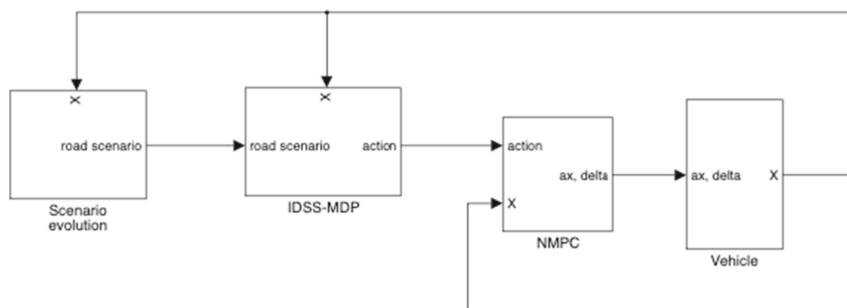 X
X
road scenario
road scenario
action
action
ax, delta
ax, delta
X
X
Scenario
evolution
IDSS-MDP
NMPC
Vehicle